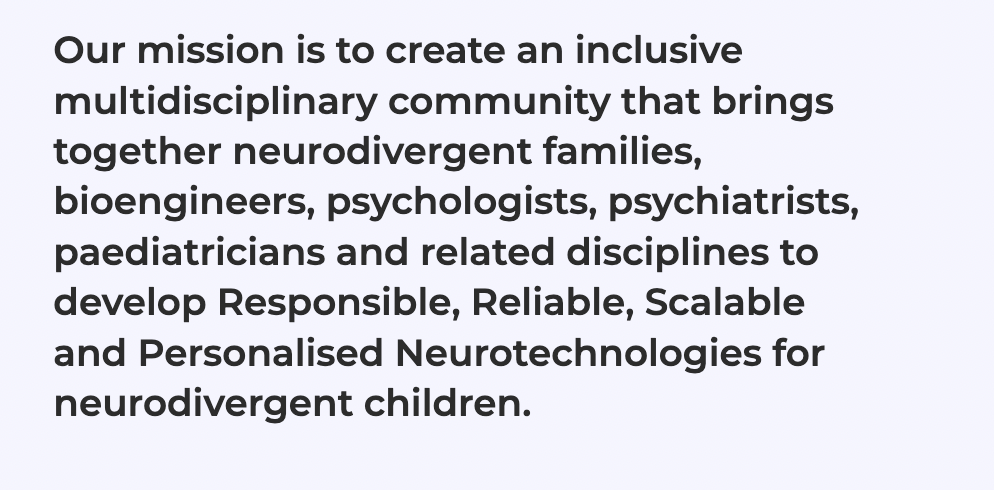 Our mission is to create an inclusive
multidisciplinary community that brings
together neurodivergent families,
bioengineers, psychologists, psychiatrists,
paediatricians and related disciplines to
develop Responsible, Reliable, Scalable
and Personalised Neurotechnologies for
neurodivergent children.